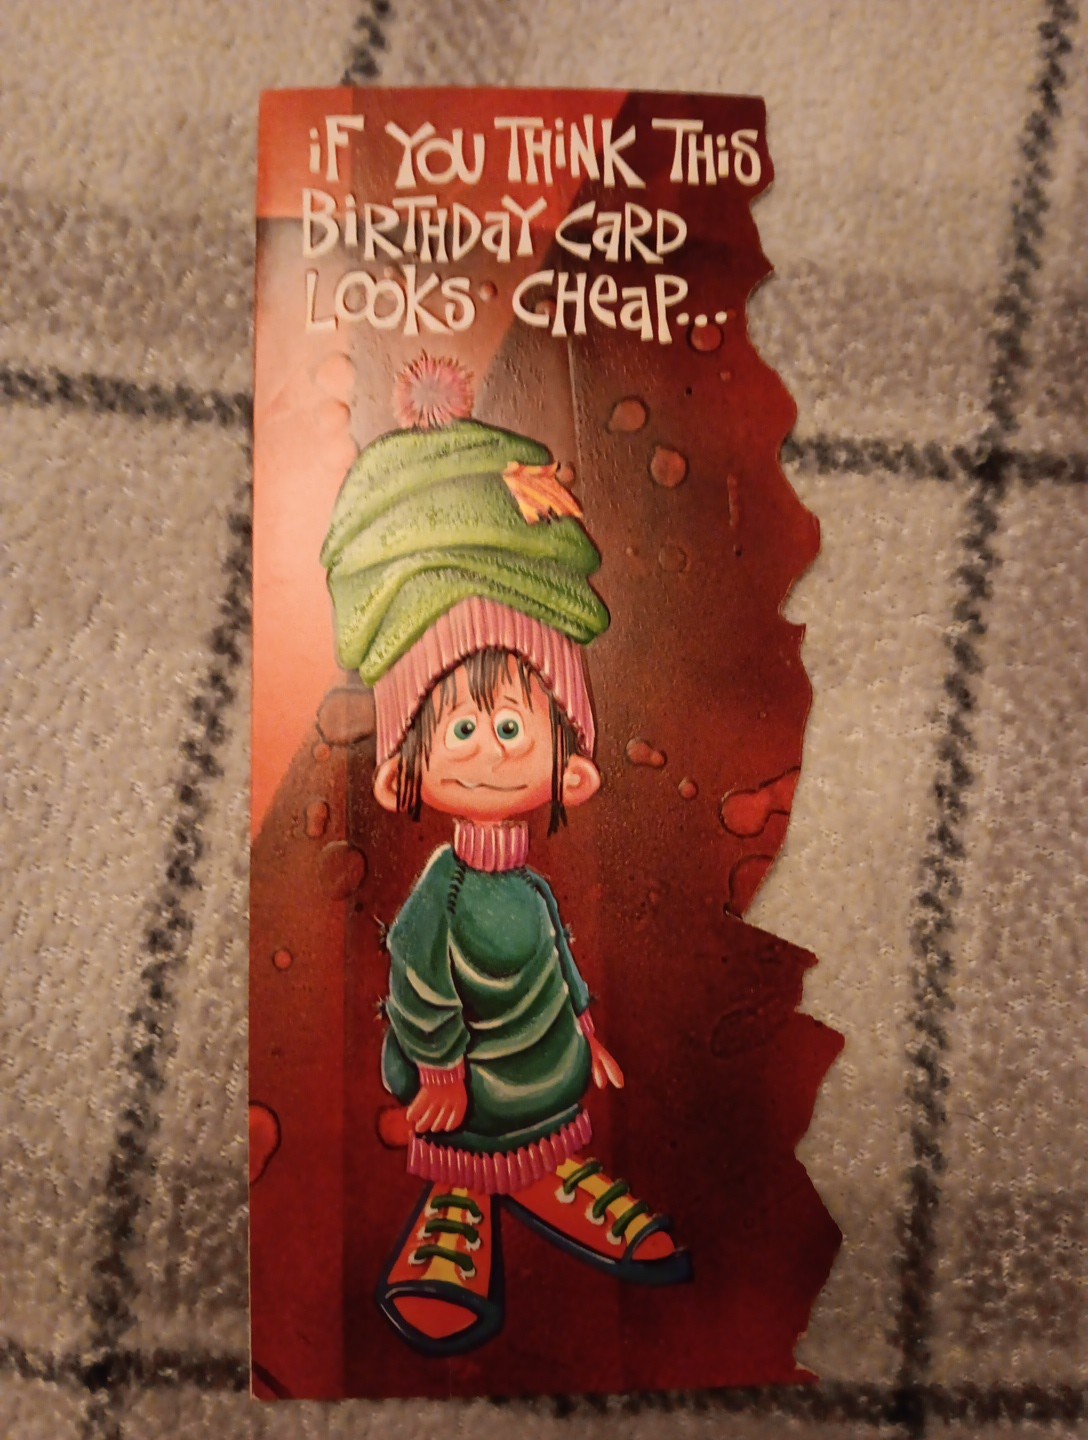 iF YOU THiNK THiS
BiRTHDaY CaRD
LOOKS CHeaP...